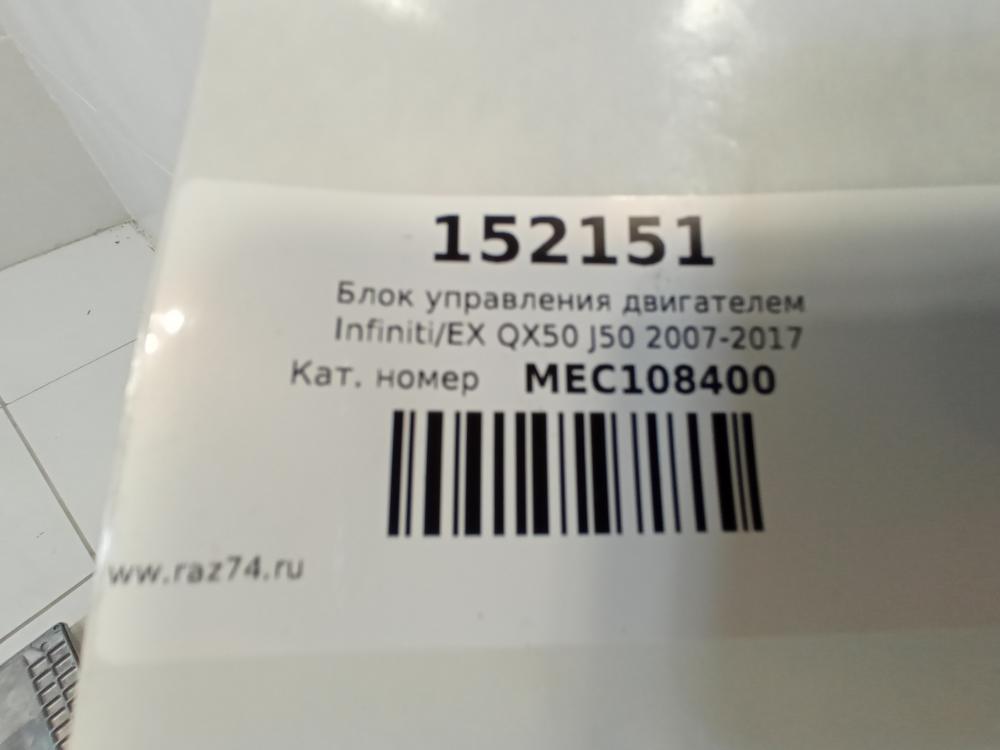 152151
Блок управления двигателем
Infiniti/EX QX50 J50 2007-2017
Кат. номер MEC108400
www.raz74.ru